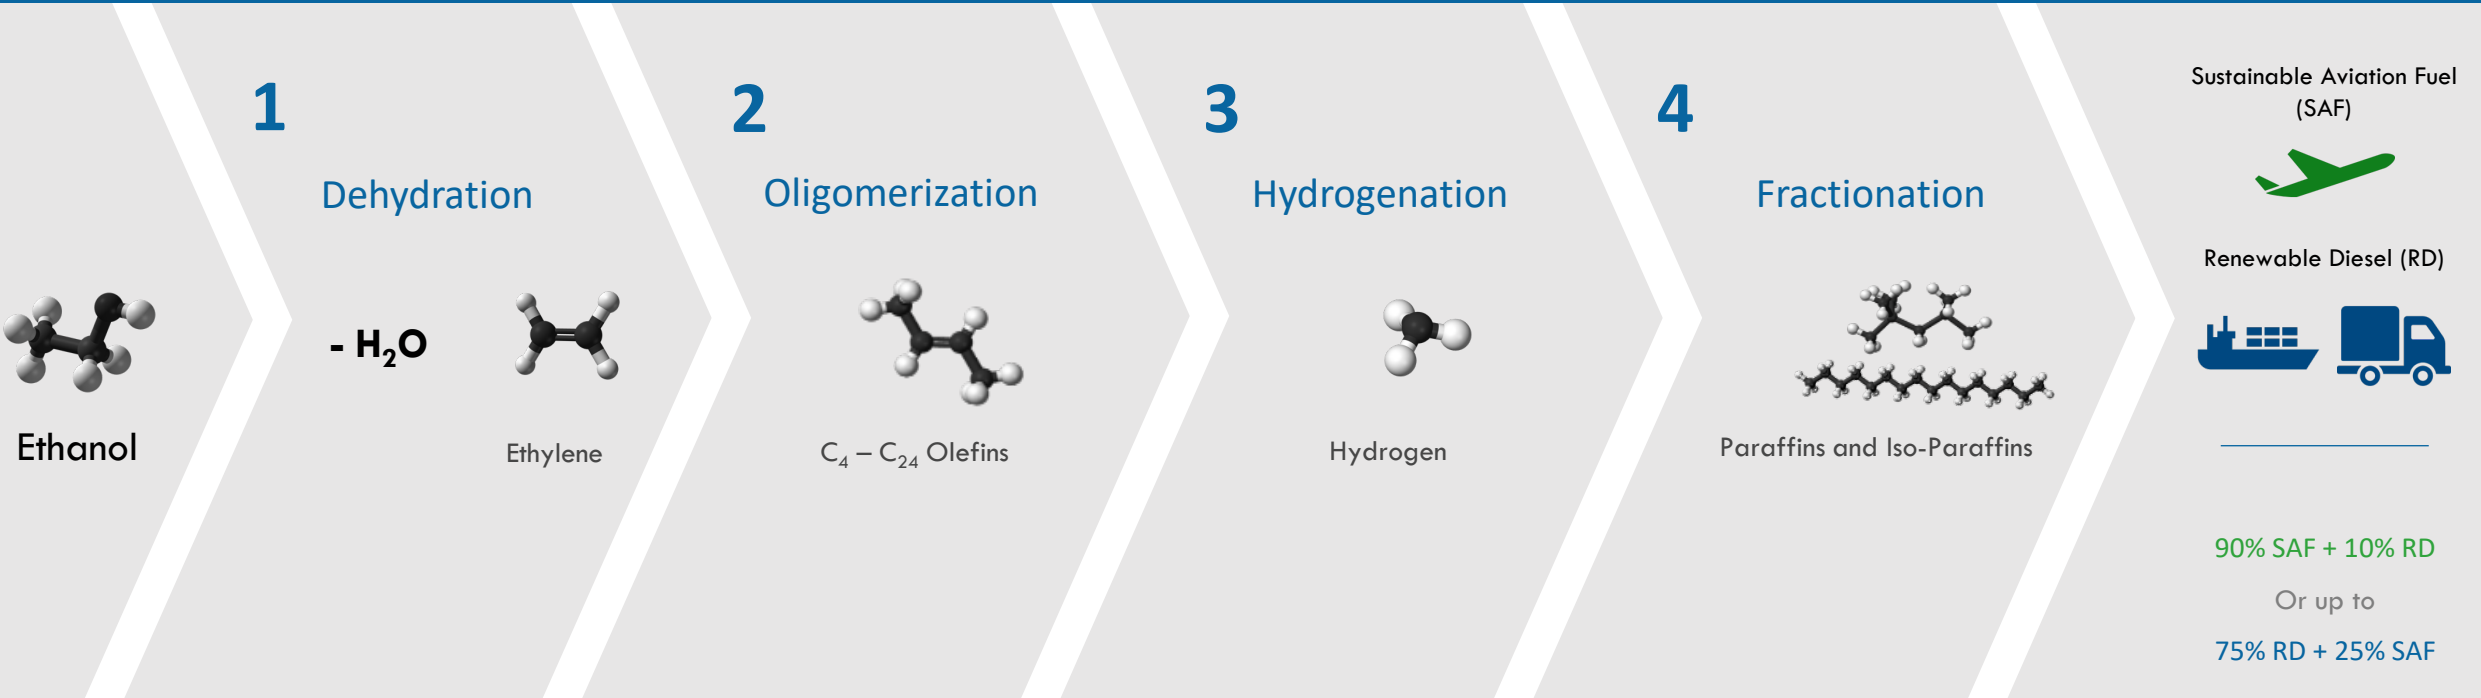 Ethanol
1
Dehydration
- H₂O
Ethylene
2
Oligomerization
C₄ – C₂₄ Olefins
3
Hydrogenation
Hydrogen
4
Fractionation
Paraffins and Iso-Paraffins
Sustainable Aviation Fuel
(SAF)
Renewable Diesel (RD)
90% SAF + 10% RD
Or up to
75% RD + 25% SAF